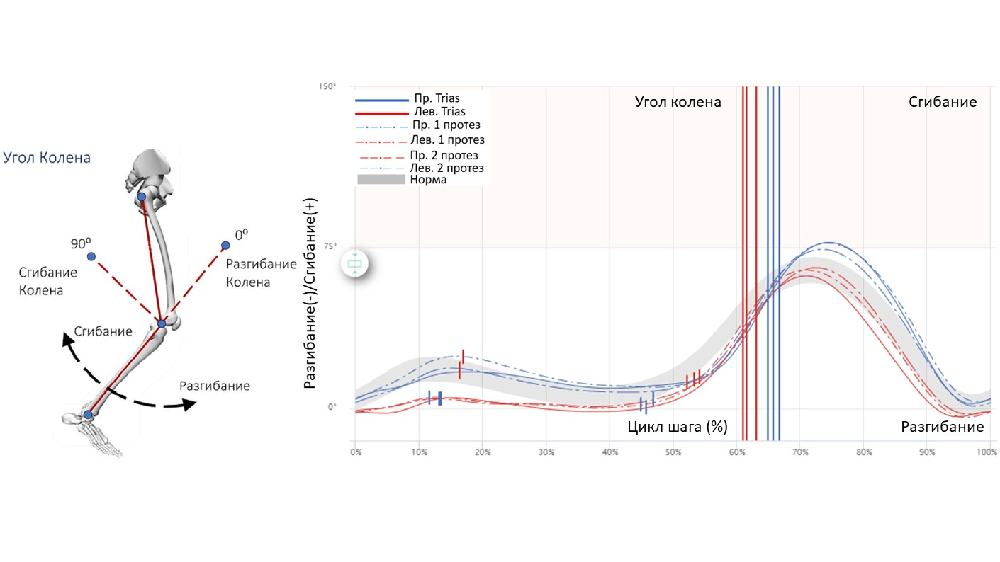 Угол Колена
90⁰
0⁰
Сгибание
Колена
Разгибание
Колена
Сгибание
Разгибание
Разгибание(-)/Сгибание(+)
150°
75°
0°
Пр. Trias
Лев. Trias
Пр. 1 протез
Лев. 1 протез
Пр. 2 протез
Лев. 2 протез
Норма
Угол колена
Сгибание
Цикл шага (%)
Разгибание
0% 10% 20% 30% 40% 50% 60% 70% 80% 90% 100%